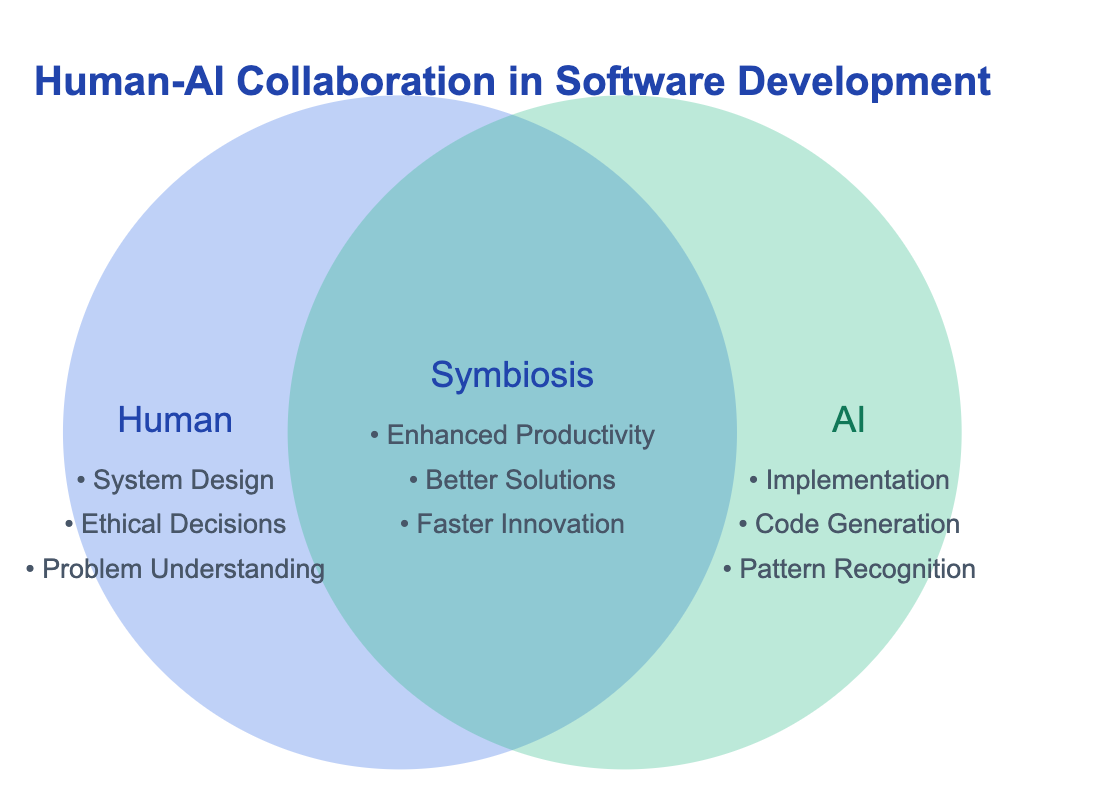 Human-AI Collaboration in Software Development
Human
• System Design
• Ethical Decisions
• Problem Understanding
Symbiosis
• Enhanced Productivity
• Better Solutions
• Faster Innovation
AI
• Implementation
• Code Generation
• Pattern Recognition